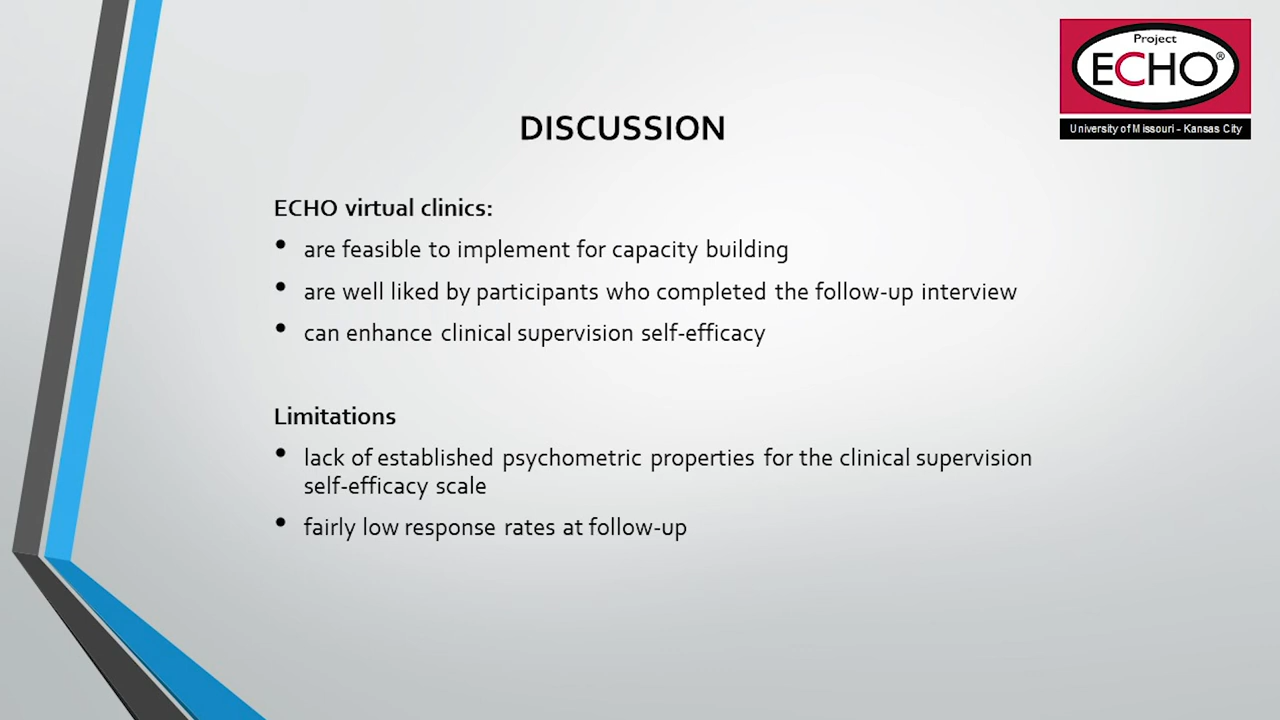 Project
ECHO®
University of Missouri - Kansas City
DISCUSSION
ECHO virtual clinics:
• are feasible to implement for capacity building
• are well liked by participants who completed the follow-up interview
• can enhance clinical supervision self-efficacy
Limitations
• lack of established psychometric properties for the clinical supervision
self-efficacy scale
• fairly low response rates at follow-up